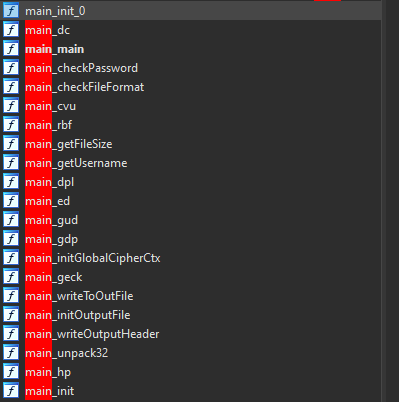 main_init_0
main_dc
main_main
main_checkPassword
main_checkFileFormat
main_cvu
main_rbf
main_getFileSize
main_getUsername
main_dpl
main_ed
main_gud
main_gdp
main_initGlobalCipherCtx
main_geck
main_writeToOutFile
main_initOutputFile
main_writeOutputHeader
main_unpack32
main_hp
main_init